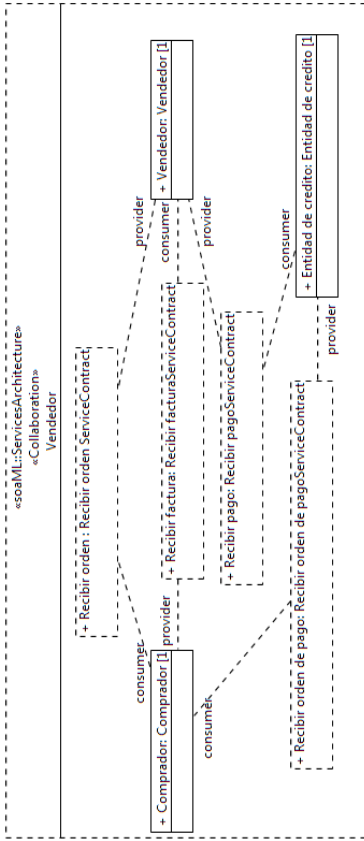 «soaML::ServicesArchitecture»
«Collaboration»
Vendedor
+ Recibir orden : Recibir orden ServiceContract
consumer
provider
+ Comprador: Comprador [1
provider
+ Recibir factura: Recibir facturaServiceContract
consumer
+ Vendedor: Vendedor [1
provider
+ Recibir pago: Recibir pagoServiceContract
consumer
consumer
+ Recibir orden de pago: Recibir orden de pagoServiceContract
provider
+ Entidad de credito: Entidad de credito [1